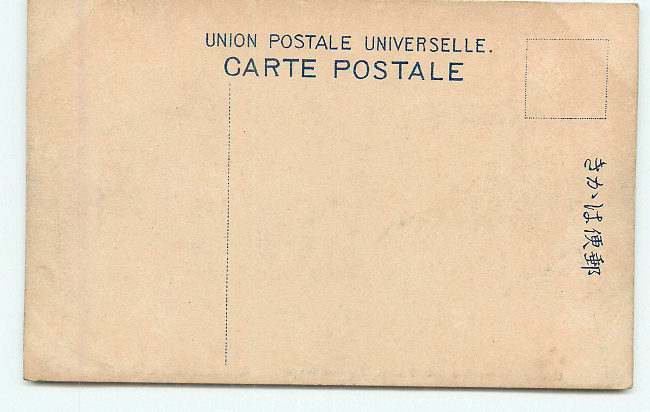 UNION POSTALE UNIVERSELLE.
CARTE POSTALE
郵便はかき